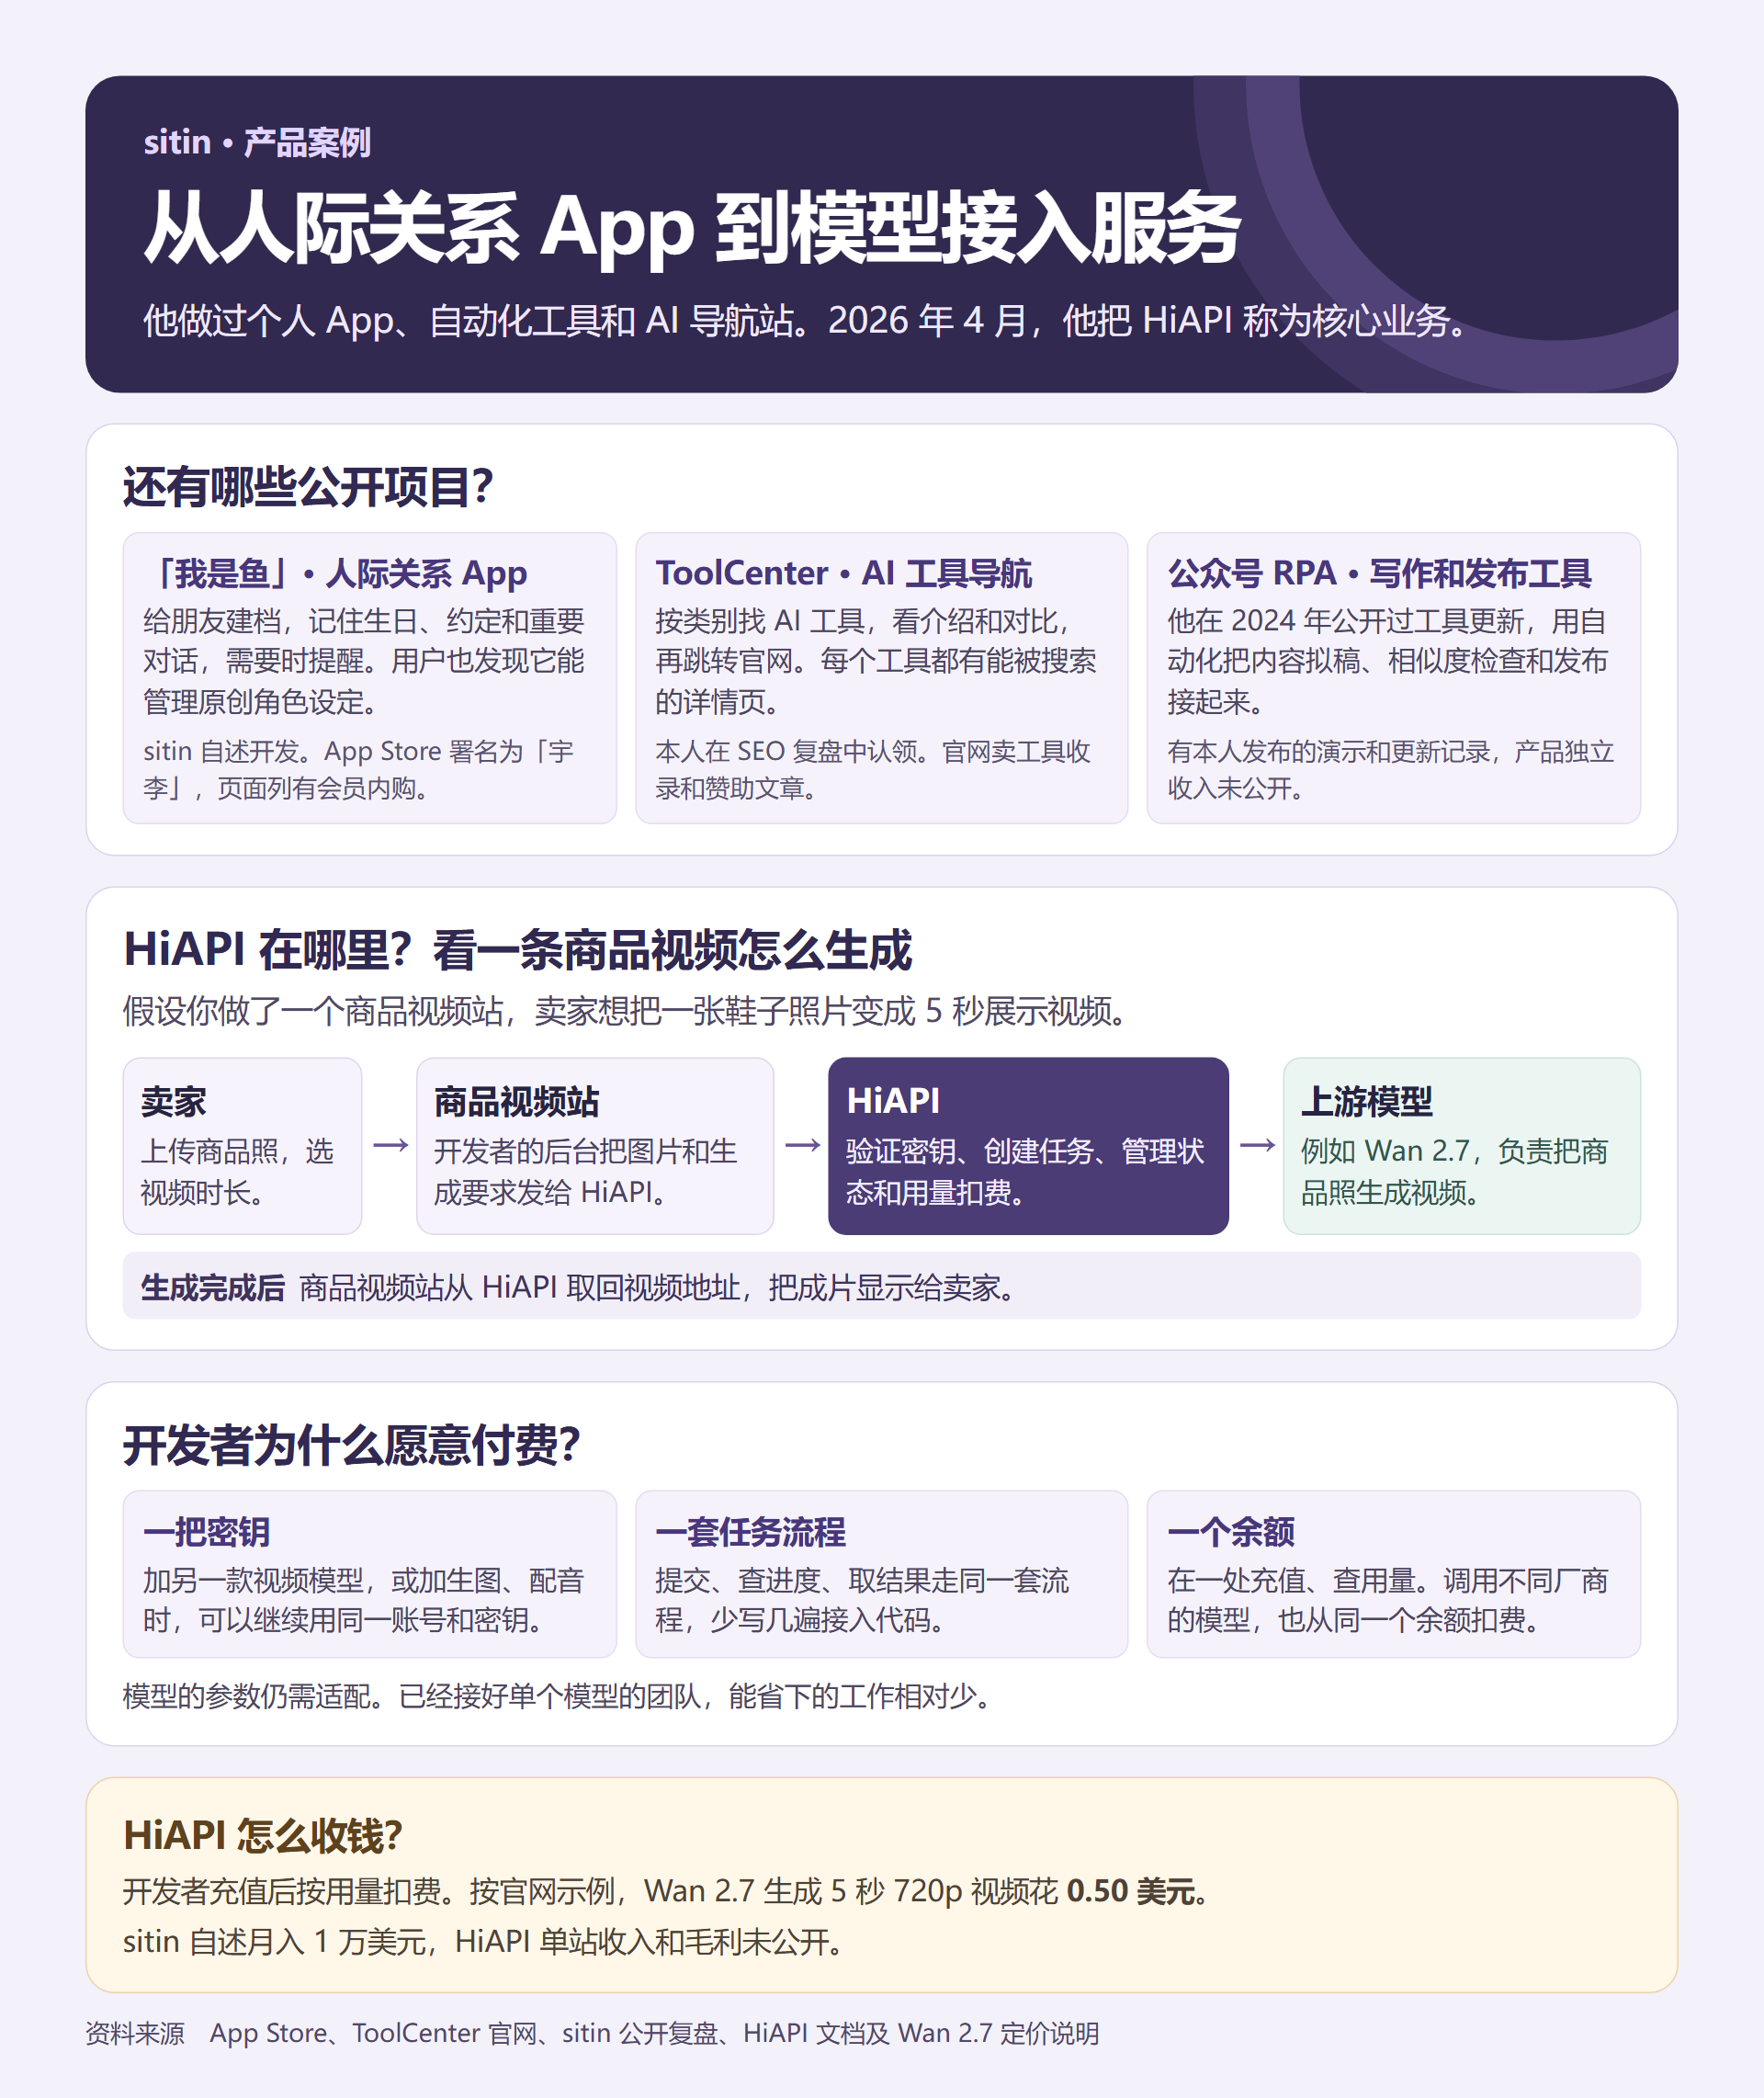 sitin • 产品案例
从人际关系 App 到模型接入服务
他做过个人 App、自动化工具和 AI 导航站。2026 年 4 月，他把 HiAPI 称为核心业务。
还有哪些公开项目？
「我是鱼」• 人际关系 App
给朋友建档，记住生日、约定和重要
对话，需要时提醒。用户也发现它能
管理原创角色设定。
sitin 自述开发。App Store 署名为「宇
李」，页面列有会员内购。
ToolCenter • AI 工具导航
按类别找 AI 工具，看介绍和对比，
再跳转官网。每个工具都有能被搜索
的详情页。
本人在 SEO 复盘中认领。官网卖工具收
录和赞助文章。
公众号 RPA • 写作和发布工具
他在 2024 年公开过工具更新，用自
动化把内容拟稿、相似度检查和发布
接起来。
有本人发布的演示和更新记录，产品独立
收入未公开。
HiAPI 在哪里？看一条商品视频怎么生成
假设你做了一个商品视频站，卖家想把一张鞋子照片变成 5 秒展示视频。
卖家
上传商品照，选
视频时长。
→
商品视频站
开发者的后台把图片和生
成要求发给 HiAPI。
→
HiAPI
验证密钥、创建任务、管理状
态和用量扣费。
→
上游模型
例如 Wan 2.7，负责把商
品照生成视频。
生成完成后 商品视频站从 HiAPI 取回视频地址，把成片显示给卖家。
开发者为什么愿意付费？
一把密钥
加另一款视频模型，或加生图、配音
时，可以继续用同一账号和密钥。
一套任务流程
提交、查进度、取结果走同一套流
程，少写几遍接入代码。
一个余额
在一处充值、查用量。调用不同厂商
的模型，也从同一个余额扣费。
模型的参数仍需适配。已经接好单个模型的团队，能省下的工作相对少。
HiAPI 怎么收钱？
开发者充值后按用量扣费。按官网示例，Wan 2.7 生成 5 秒 720p 视频花 0.50 美元。
sitin 自述月入 1 万美元，HiAPI 单站收入和毛利未公开。
资料来源 App Store、ToolCenter 官网、sitin 公开复盘、HiAPI 文档及 Wan 2.7 定价说明